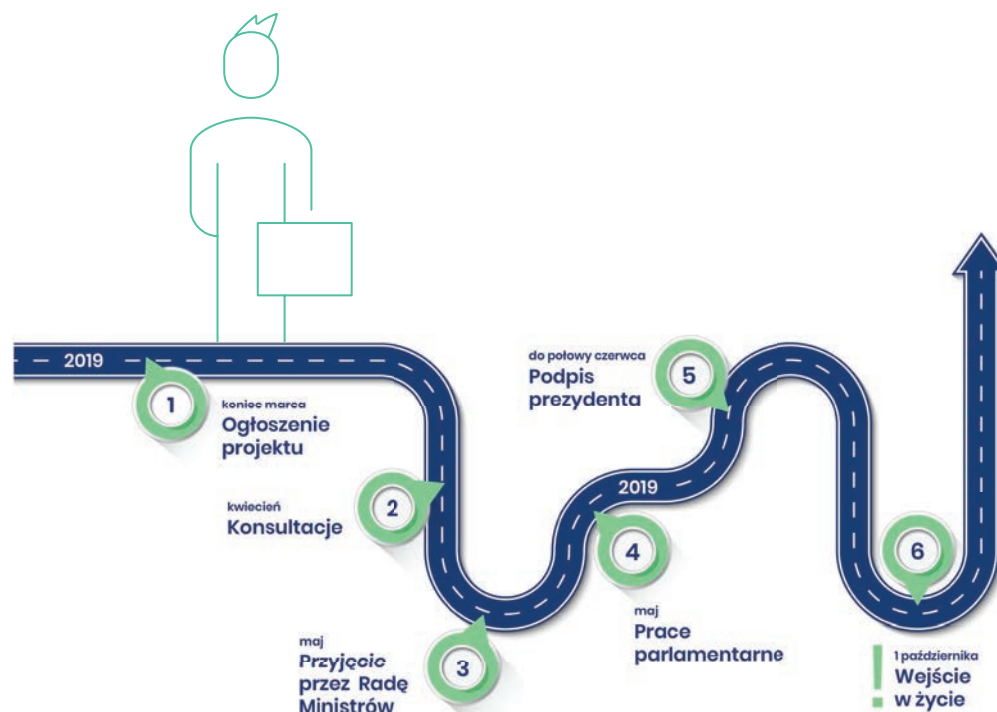 2019
1
koniec marca
Ogłoszenie
projektu
2
kwiecień
Konsultacje
3
maj
Przyjęcie
przez Radę
Ministrów
2019
4
maj
Prace
parlamentarne
5
do połowy czerwca
Podpis
prezydenta
6
1 października
Wejście
w życie